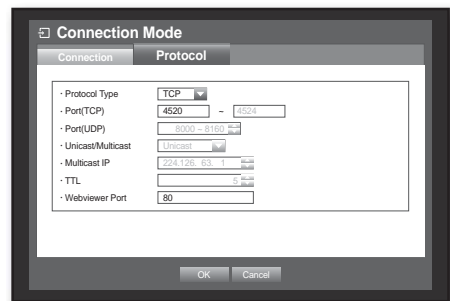 Connection Mode
Connection Protocol
· Protocol Type TCP
· Port(TCP) 4520 ~ 4524
· Port(UDP) 8000 ~ 8160
· Unicast/Multicast Unicast
· Multicast IP 224.126. 63. 1
· TTL 5
· Webviewer Port 80
OK Cancel